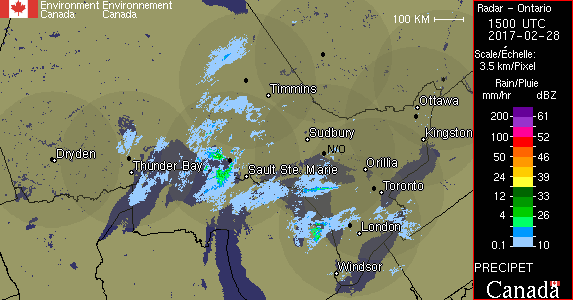 Environment Environnement
Canada Canada
100 KM
Timmins
Ottawa
Sudbury
Kingston
N/O
Dryden
Thunder Bay
Sault Ste. Marie
Orillia
Toronto
London
Windsor
Radar - Ontario
1500 UTC
2017-02-28
Scale/Échelle:
3.5 km/Pixel
Rain/Pluie
mm/hr dBZ
200 61
100 52
50 46
24 39
12 33
4 26
2 20
0.1 10
PRECIPET
Canada